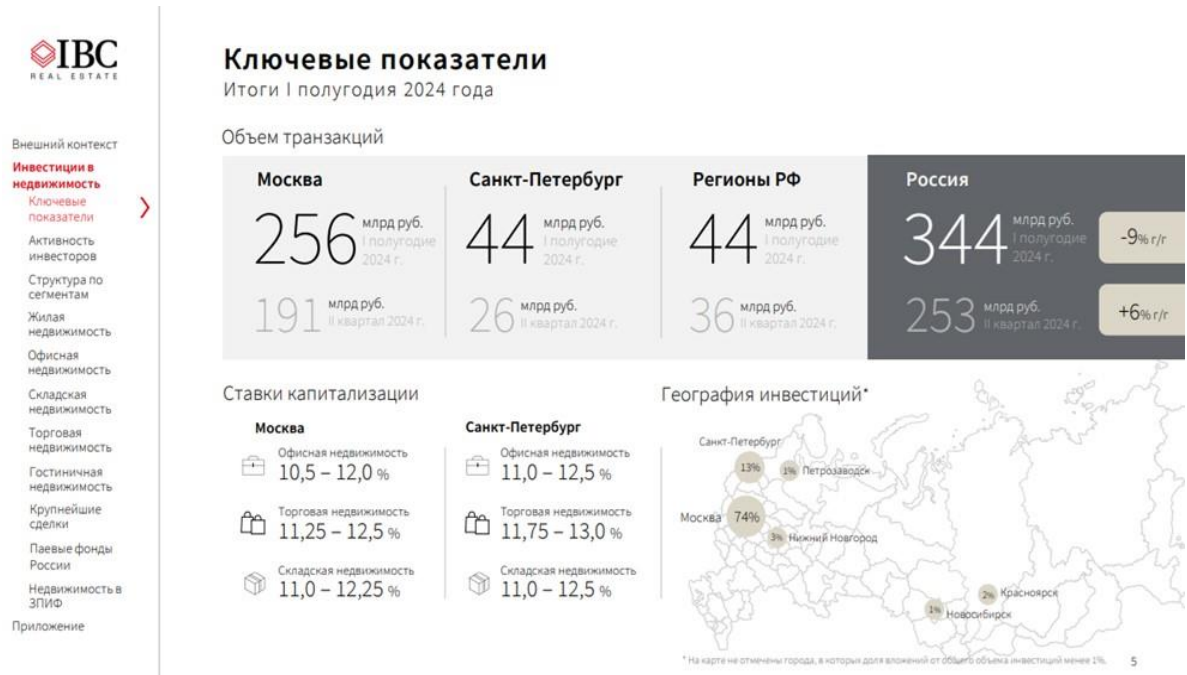 IBC
REAL ESTATE
Внешний контекст
Инвестиции в
недвижимость
Ключевые
показатели
Активность
инвесторов
Структура по
сегментам
Жилая
недвижимость
Офисная
недвижимость
Складская
недвижимость
Торговая
недвижимость
Гостиничная
недвижимость
Крупнейшие
сделки
Паевые фонды
России
Недвижимость в
ЗПИФ
Приложение
Ключевые показатели
Итоги I полугодия 2024 года
Объем транзакций
Москва
256 млрд руб.
I полугодие
2024 г.
191 млрд руб.
II квартал 2024 г.
Санкт-Петербург
44 млрд руб.
I полугодие
2024 г.
26 млрд руб.
II квартал 2024 г.
Регионы РФ
44 млрд руб.
I полугодие
2024 г.
36 млрд руб.
II квартал 2024 г.
Россия
344 млрд руб.
I полугодие
2024 г.
-9% г/г
253 млрд руб.
II квартал 2024 г.
+6% г/г
Ставки капитализации
Москва
Офисная недвижимость
10,5 – 12,0 %
Торговая недвижимость
11,25 – 12,5 %
Складская недвижимость
11,0 – 12,25 %
Санкт-Петербург
Офисная недвижимость
11,0 – 12,5 %
Торговая недвижимость
11,75 – 13,0 %
Складская недвижимость
11,0 – 12,5 %
География инвестиций*
Санкт-Петербург
13%
1% Петрозаводск
Москва 74%
3% Нижний Новгород
2% Красноярск
1% Новосибирск
* На карте не отмечены города, в которых доля вложений от общего объема инвестиций менее 1%.
5